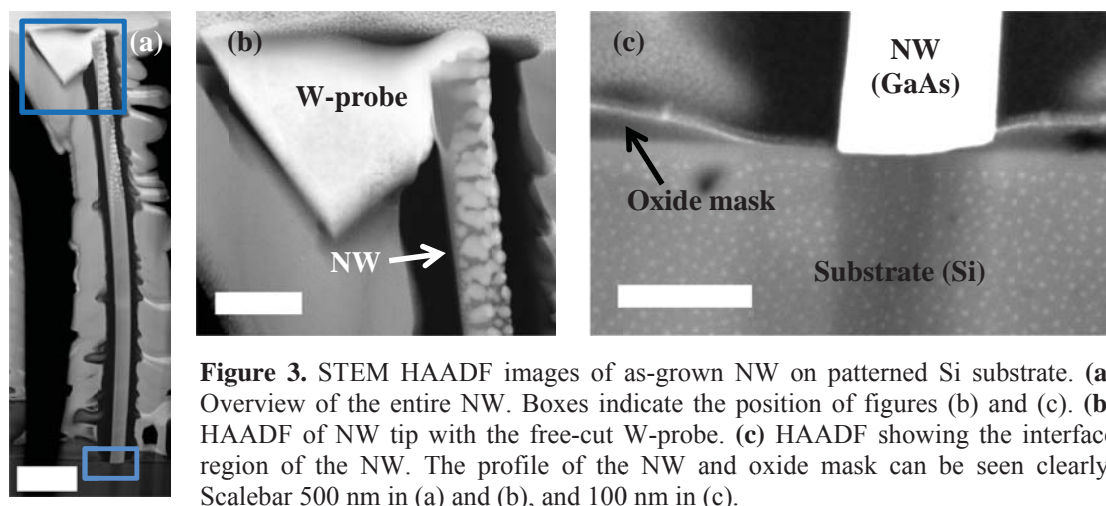 (a)
(b)
W-probe
NW
(c)
NW
(GaAs)
Oxide mask
Substrate (Si)
Figure 3. STEM HAADF images of as-grown NW on patterned Si substrate. (a
Overview of the entire NW. Boxes indicate the position of figures (b) and (c). (b
HAADF of NW tip with the free-cut W-probe. (c) HAADF showing the interface
region of the NW. The profile of the NW and oxide mask can be seen clearly
Scalebar 500 nm in (a) and (b), and 100 nm in (c).